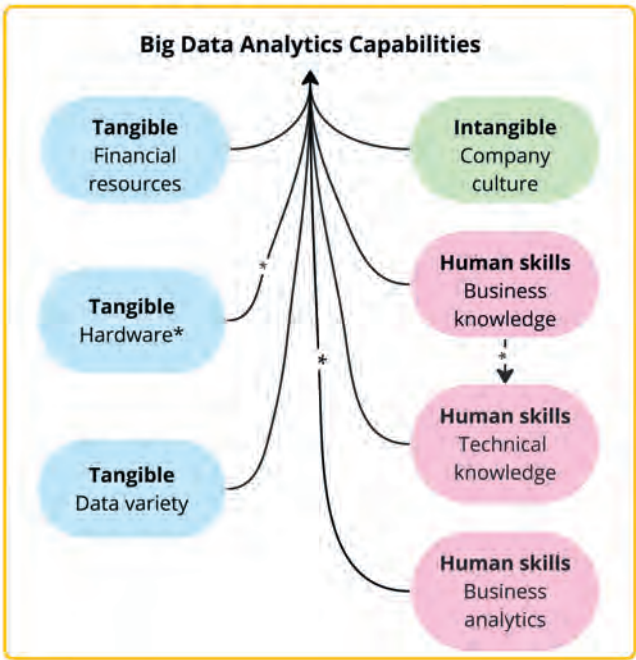 Big Data Analytics Capabilities
Tangible
Financial
resources
Intangible
Company
culture
Tangible
Hardware*
*
Human skills
Business
knowledge
*
*
Human skills
Technical
knowledge
Tangible
Data variety
Human skills
Business
analytics